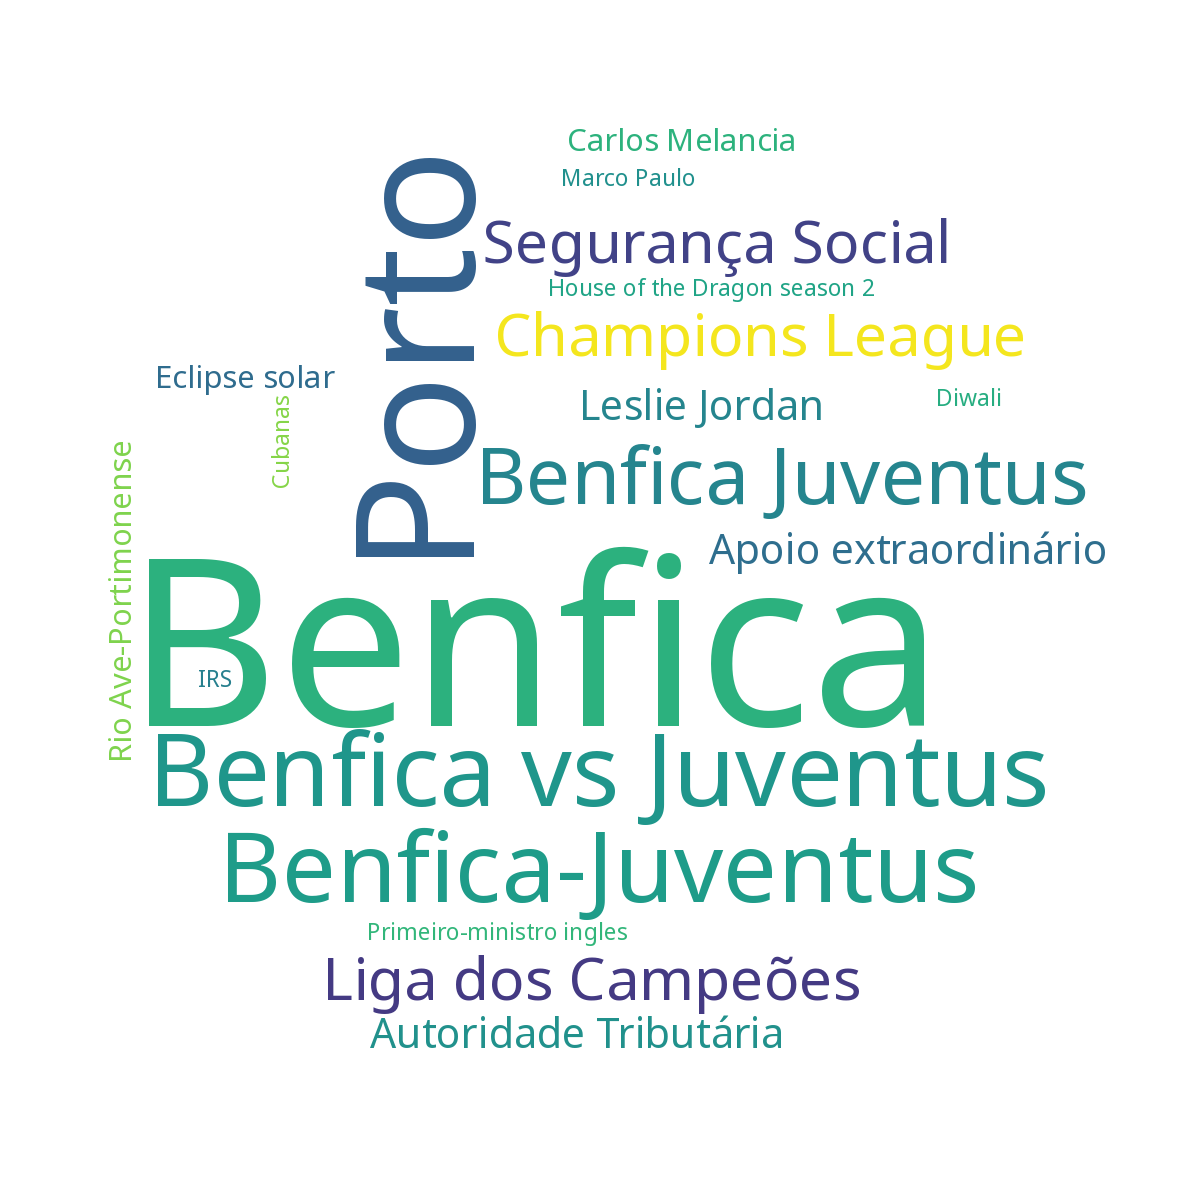 Carlos Melancia
Marco Paulo
Porto
Segurança Social
House of the Dragon season 2
Champions League
Eclipse solar
Leslie Jordan
Diwali
Cubanas
Benfica Juventus
Rio Ave-Portimonense
Apoio extraordinário
Benfica
IRS
Benfica vs Juventus
Benfica-Juventus
Primeiro-ministro ingles
Liga dos Campeões
Autoridade Tributária